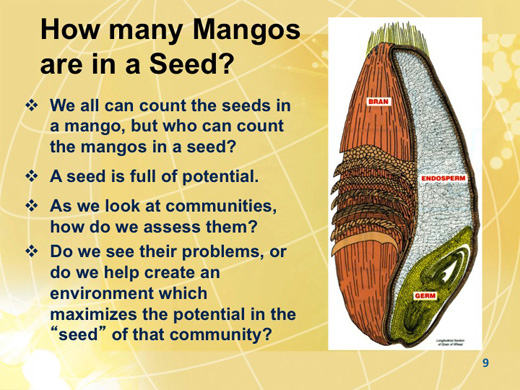 How many Mangos
are in a Seed?
❖ We all can count the seeds in
a mango, but who can count
the mangos in a seed?
❖ A seed is full of potential.
❖ As we look at communities,
how do we assess them?
❖ Do we see their problems, or
do we help create an
environment which
maximizes the potential in the
“seed” of that community?
BRAN
ENDOSPERM
GERM
Longitudinal Section
of Grain of Wheat
9